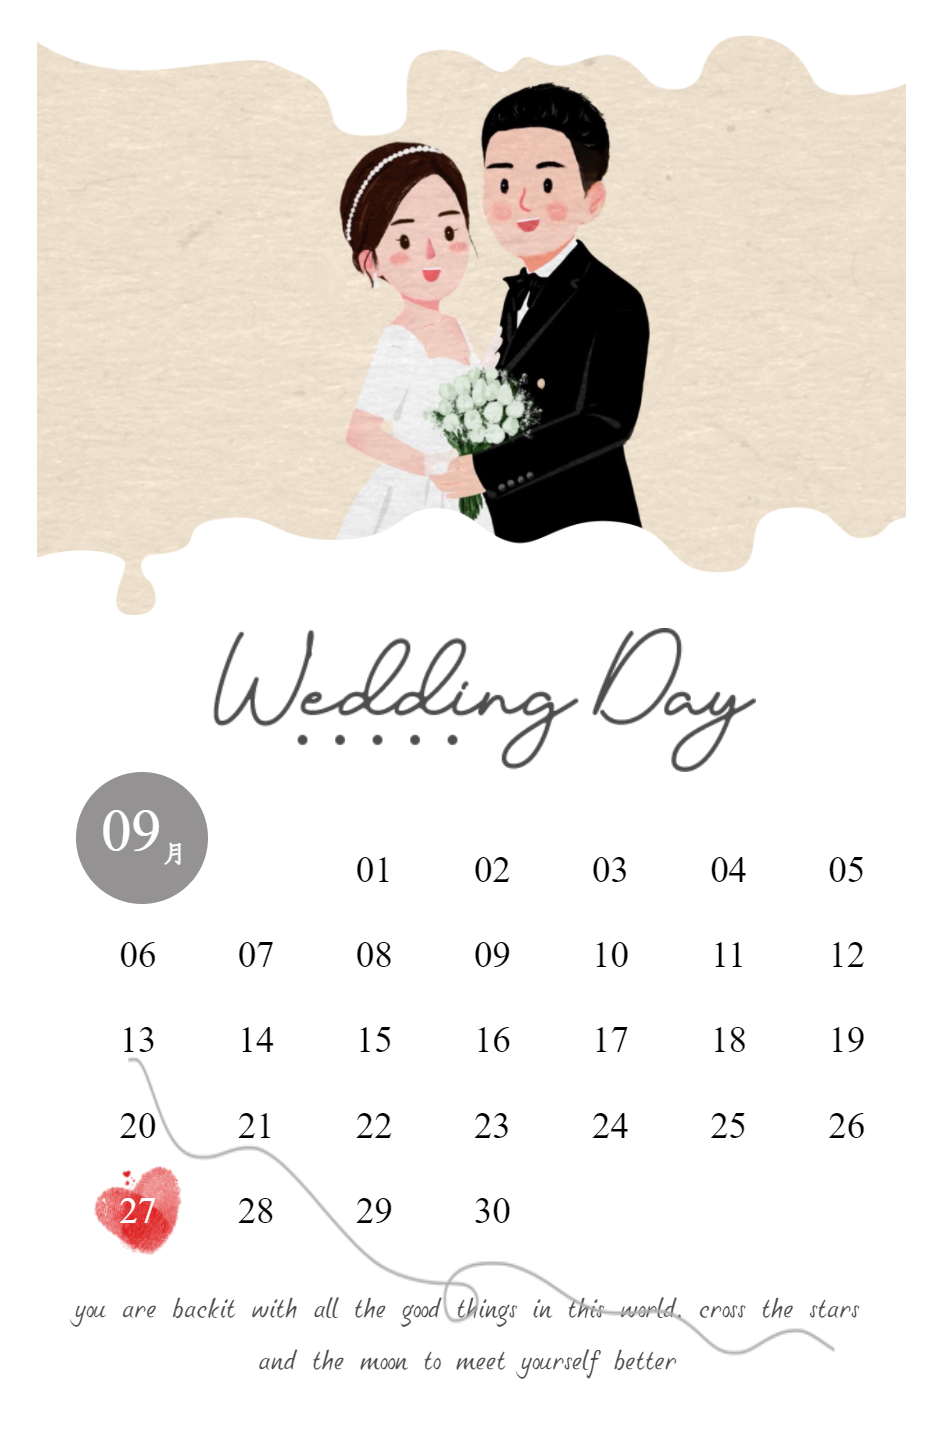 Wedding Day
09月
01 02 03 04 05
06 07 08 09 10 11 12
13 14 15 16 17 18 19
20 21 22 23 24 25 26
27 28 29 30
you are backit with all the good things in this world, cross the stars
and the moon to meet yourself better